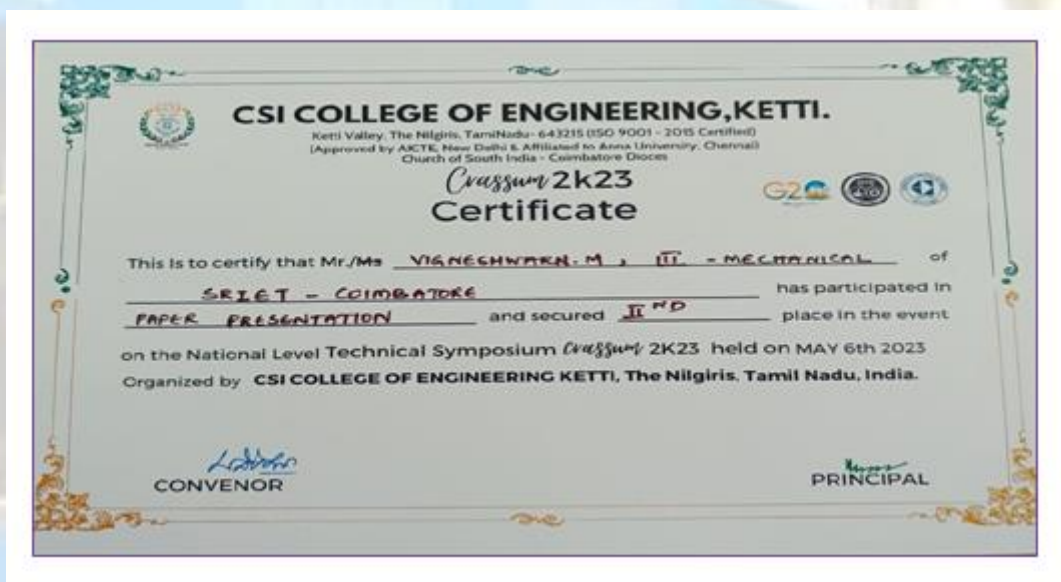 CSI COLLEGE OF ENGINEERING,KETTI.
Ketti Valley, The Nilgiris, TamilNadu- 643215 (ISO 9001 - 2015 Certified)
(Approved by AICTE, New Delhi & Affiliated to Anna University, Chennai)
Church of South India - Coimbatore Dioces
Crassum 2k23
Certificate
G20
This Is to certify that Mr./Ms VIGNESHWARN. M , III - MECHANICAL of
SRIET - COIMBATORE has participated in
PAPER PRESENTATION and secured II ND place in the event
on the National Level Technical Symposium Crassum 2K23 held on MAY 6th 2023
Organized by CSI COLLEGE OF ENGINEERING KETTI, The Nilgiris, Tamil Nadu, India.
CONVENOR
PRINCIPAL